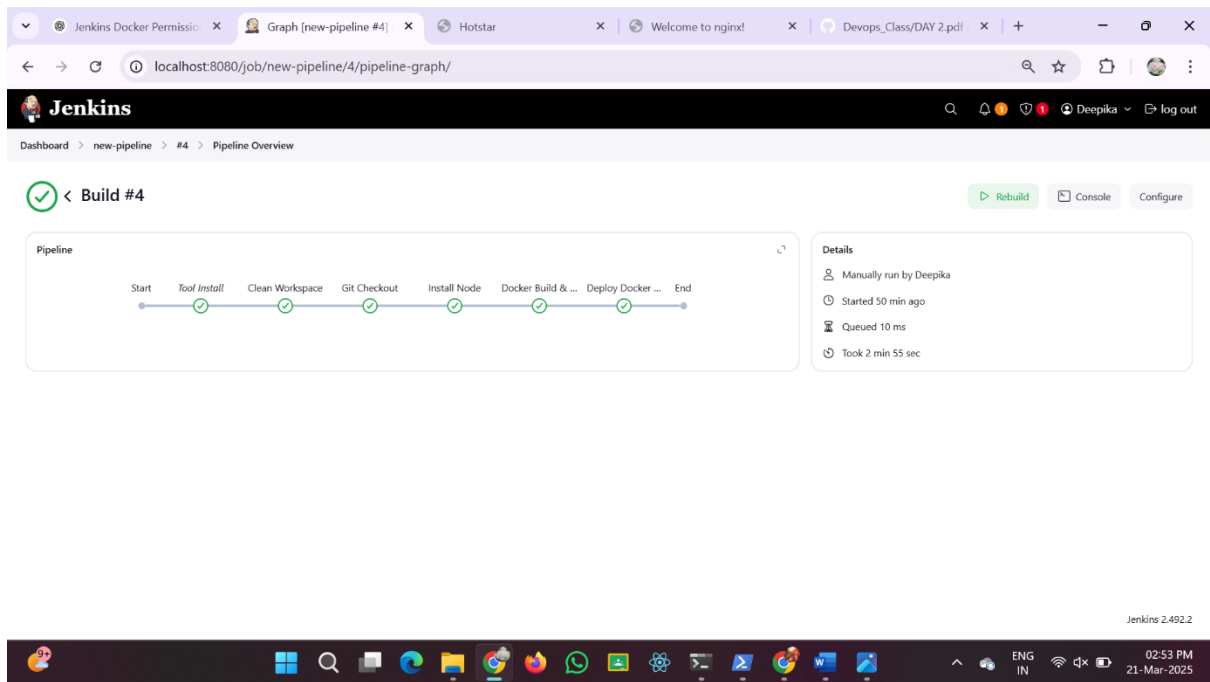 Jenkins Docker Permissio
Graph [new-pipeline #4]
Hotstar
Welcome to nginx!
Devops_Class/DAY 2.pdf
localhost:8080/job/new-pipeline/4/pipeline-graph/
Jenkins
1
1
Deepika
log out
Dashboard > new-pipeline > #4 > Pipeline Overview
Build #4
Rebuild
Console
Configure
Pipeline
Start Tool Install Clean Workspace Git Checkout Install Node Docker Build & ... Deploy Docker ... End
Details
Manually run by Deepika
Started 50 min ago
Queued 10 ms
Took 2 min 55 sec
Jenkins 2.492.2
9+
ENG
IN
02:53 PM
21-Mar-2025